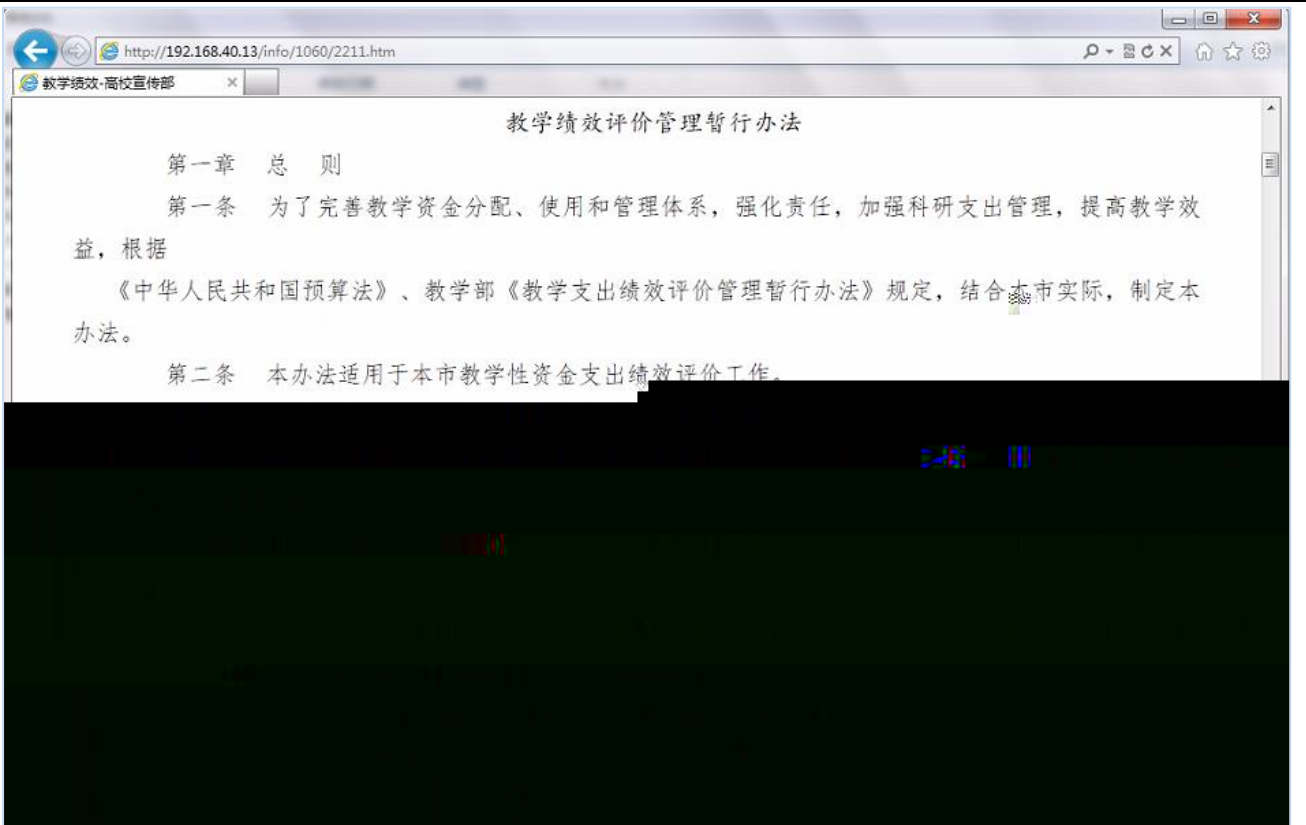 http://192.168.40.13/info/1060/2211.htm
教学绩效-高校宣传部
教学绩效评价管理暂行办法
第一章 总 则
第一条 为了完善教学资金分配、使用和管理体系，强化责任，加强科研支出管理，提高教学效
益，根据
《中华人民共和国预算法》、教学部《教学支出绩效评价管理暂行办法》规定，结合本市实际，制定本
办法。
第二条 本办法适用于本市教学性资金支出绩效评价工作。